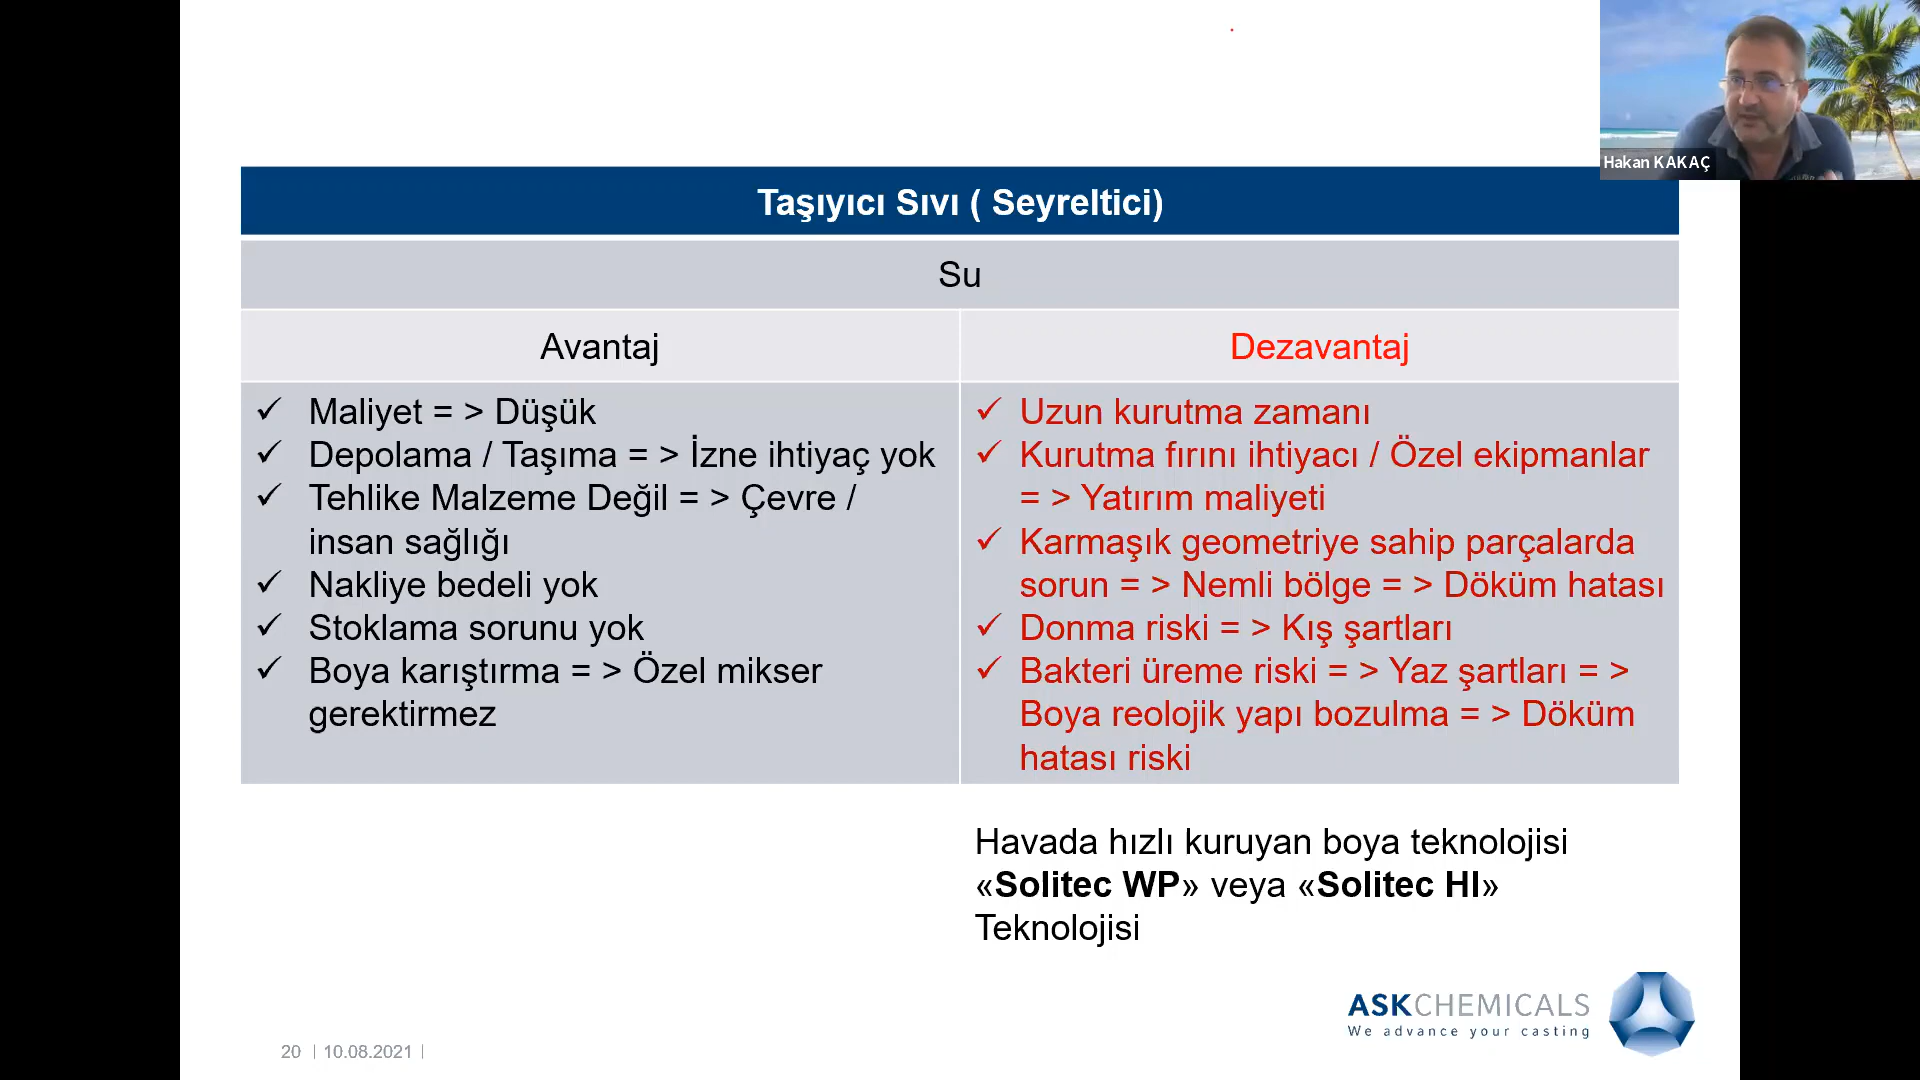 Hakan KAKAÇ
Taşıyıcı Sıvı ( Seyreltici)
Su
Avantaj
Dezavantaj
✓ Maliyet = > Düşük
✓ Depolama / Taşıma = > İzne ihtiyaç yok
✓ Tehlike Malzeme Değil = > Çevre /
insan sağlığı
✓ Nakliye bedeli yok
✓ Stoklama sorunu yok
✓ Boya karıştırma = > Özel mikser
gerektirmez
✓ Uzun kurutma zamanı
✓ Kurutma fırını ihtiyacı / Özel ekipmanlar
= > Yatırım maliyeti
✓ Karmaşık geometriye sahip parçalarda
sorun = > Nemli bölge = > Döküm hatası
✓ Donma riski = > Kış şartları
✓ Bakteri üreme riski = > Yaz şartları = >
Boya reolojik yapı bozulma = > Döküm
hatası riski
Havada hızlı kuruyan boya teknolojisi
«Solitec WP» veya «Solitec HI»
Teknolojisi
ASKCHEMICALS
We advance your casting
20 | 10.08.2021 |